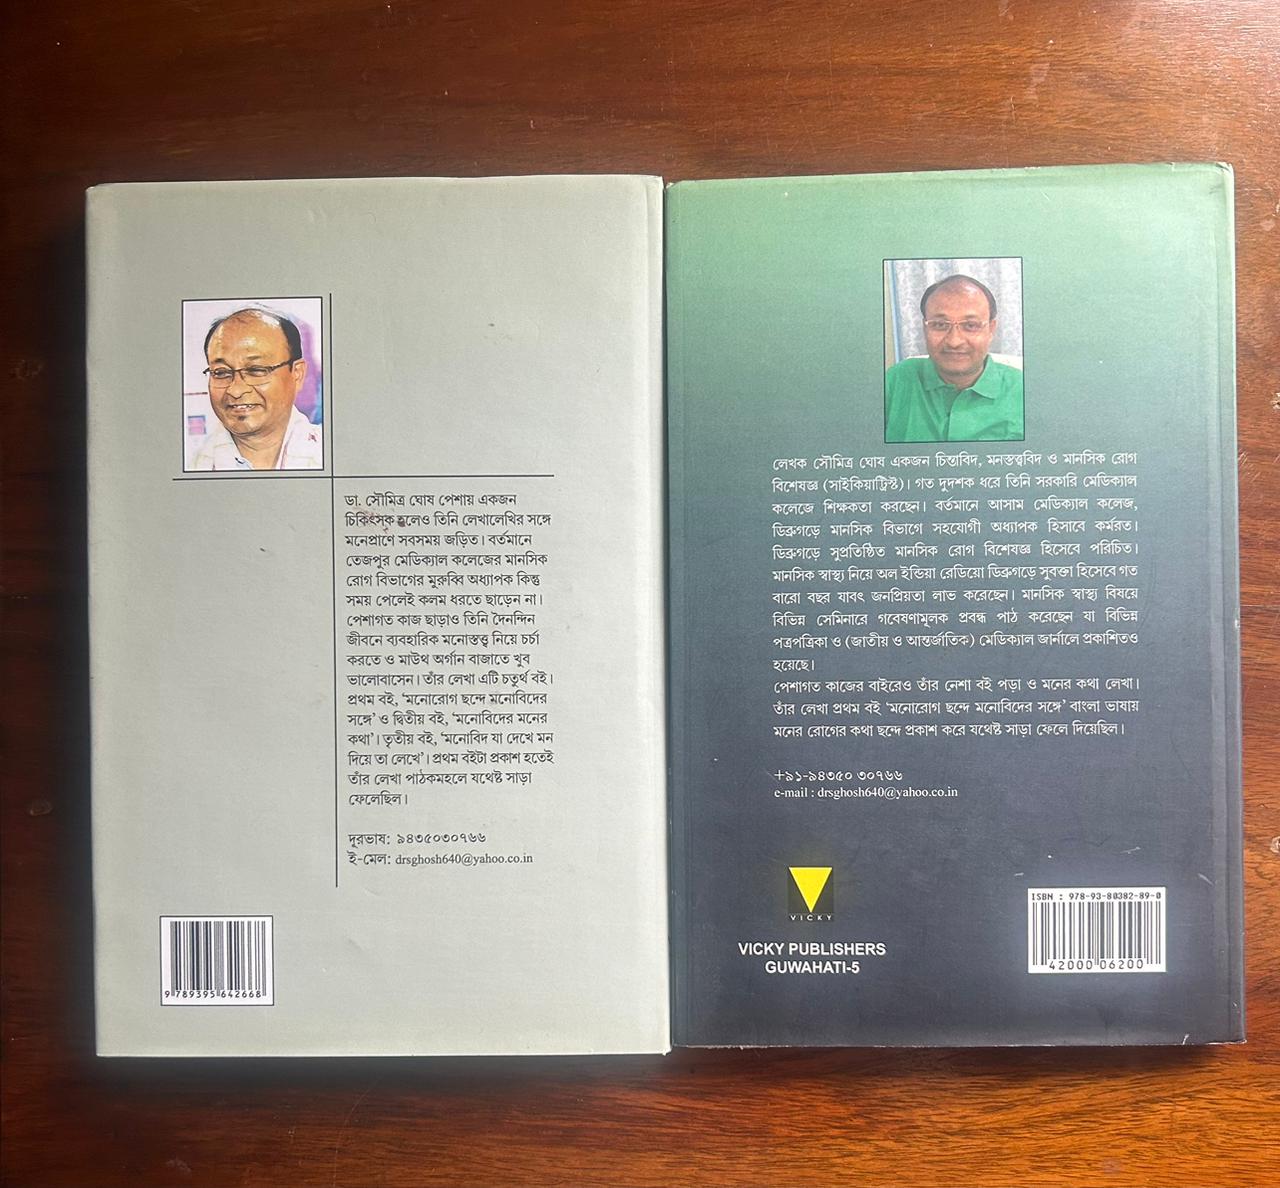 ডা. সৌমিত্র ঘোষ পেশায় একজন
চিকিৎসক হলেও তিনি লেখালেখির সঙ্গে
মনেপ্রাণে সবসময় জড়িত। বর্তমানে
তেজপুর মেডিক্যাল কলেজের মানসিক
রোগ বিভাগের মুরুব্বি অধ্যাপক কিন্তু
সময় পেলেই কলম ধরতে ছাড়েন না।
পেশাগত কাজ ছাড়াও তিনি দৈনন্দিন
জীবনে ব্যবহারিক মনোস্তত্ত্ব নিয়ে চর্চা
করতে ও মাউথ অর্গান বাজাতে খুব
ভালোবাসেন। তাঁর লেখা এটি চতুর্থ বই।
প্রথম বই, ‘মনোরোগ ছন্দে মনোবিদের
সঙ্গে’ ও দ্বিতীয় বই, ‘মনোবিদের মনের
কথা’। তৃতীয় বই, ‘মনোবিদ যা দেখে মন
দিয়ে তা লেখে’। প্রথম বইটা প্রকাশ হতেই
তাঁর লেখা পাঠকমহলে যথেষ্ট সাড়া
ফেলেছিল।
দূরভাষ: ৯৪৩৫০৩০৭৬৬
ই-মেল: drsghosh640@yahoo.co.in
9 789395 642668
লেখক সৌমিত্র ঘোষ একজন চিন্তাবিদ, মনস্তত্ত্ববিদ ও মানসিক রোগ
বিশেষজ্ঞ (সাইকিয়াট্রিস্ট)। গত দুদশক ধরে তিনি সরকারি মেডিক্যাল
কলেজে শিক্ষকতা করছেন। বর্তমানে আসাম মেডিক্যাল কলেজ,
ডিব্রুগড়ে মানসিক বিভাগে সহযোগী অধ্যাপক হিসাবে কর্মরত।
ডিব্রুগড়ে সুপ্রতিষ্ঠিত মানসিক রোগ বিশেষজ্ঞ হিসেবে পরিচিত।
মানসিক স্বাস্থ্য নিয়ে অল ইন্ডিয়া রেডিয়ো ডিব্রুগড়ে সুবক্তা হিসেবে গত
বারো বছর যাবৎ জনপ্রিয়তা লাভ করেছেন। মানসিক স্বাস্থ্য বিষয়ে
বিভিন্ন সেমিনারে গবেষণামূলক প্রবন্ধ পাঠ করেছেন যা বিভিন্ন
পত্রপত্রিকা ও (জাতীয় ও আন্তর্জাতিক) মেডিক্যাল জার্নালে প্রকাশিতও
হয়েছে।
পেশাগত কাজের বাইরেও তাঁর নেশা বই পড়া ও মনের কথা লেখা।
তাঁর লেখা প্রথম বই ‘মনোরোগ ছন্দে মনোবিদের সঙ্গে’ বাংলা ভাষায়
মনের রোগের কথা ছন্দে প্রকাশ করে যথেষ্ট সাড়া ফেলে দিয়েছিল।
+৯১-৯৪৩৫০ ৩০৭৬৬
e-mail : drsghosh640@yahoo.co.in
VICKY
VICKY PUBLISHERS
GUWAHATI-5
ISBN : 978-93-80382-89-0
42000 06200